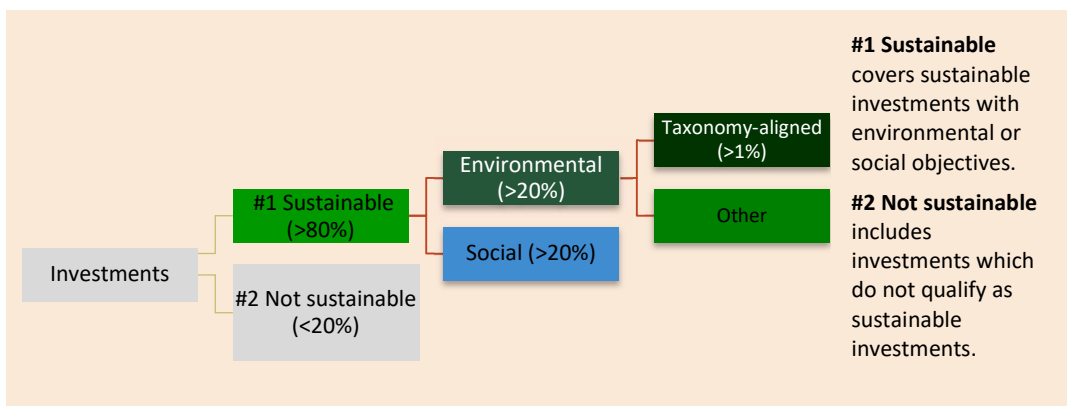 Investments
#1 Sustainable
(>80%)
#2 Not sustainable
(<20%)
Environmental
(>20%)
Social (>20%)
Taxonomy-aligned
(>1%)
Other
#1 Sustainable
covers sustainable
investments with
environmental or
social objectives.
#2 Not sustainable
includes
investments which
do not qualify as
sustainable
investments.